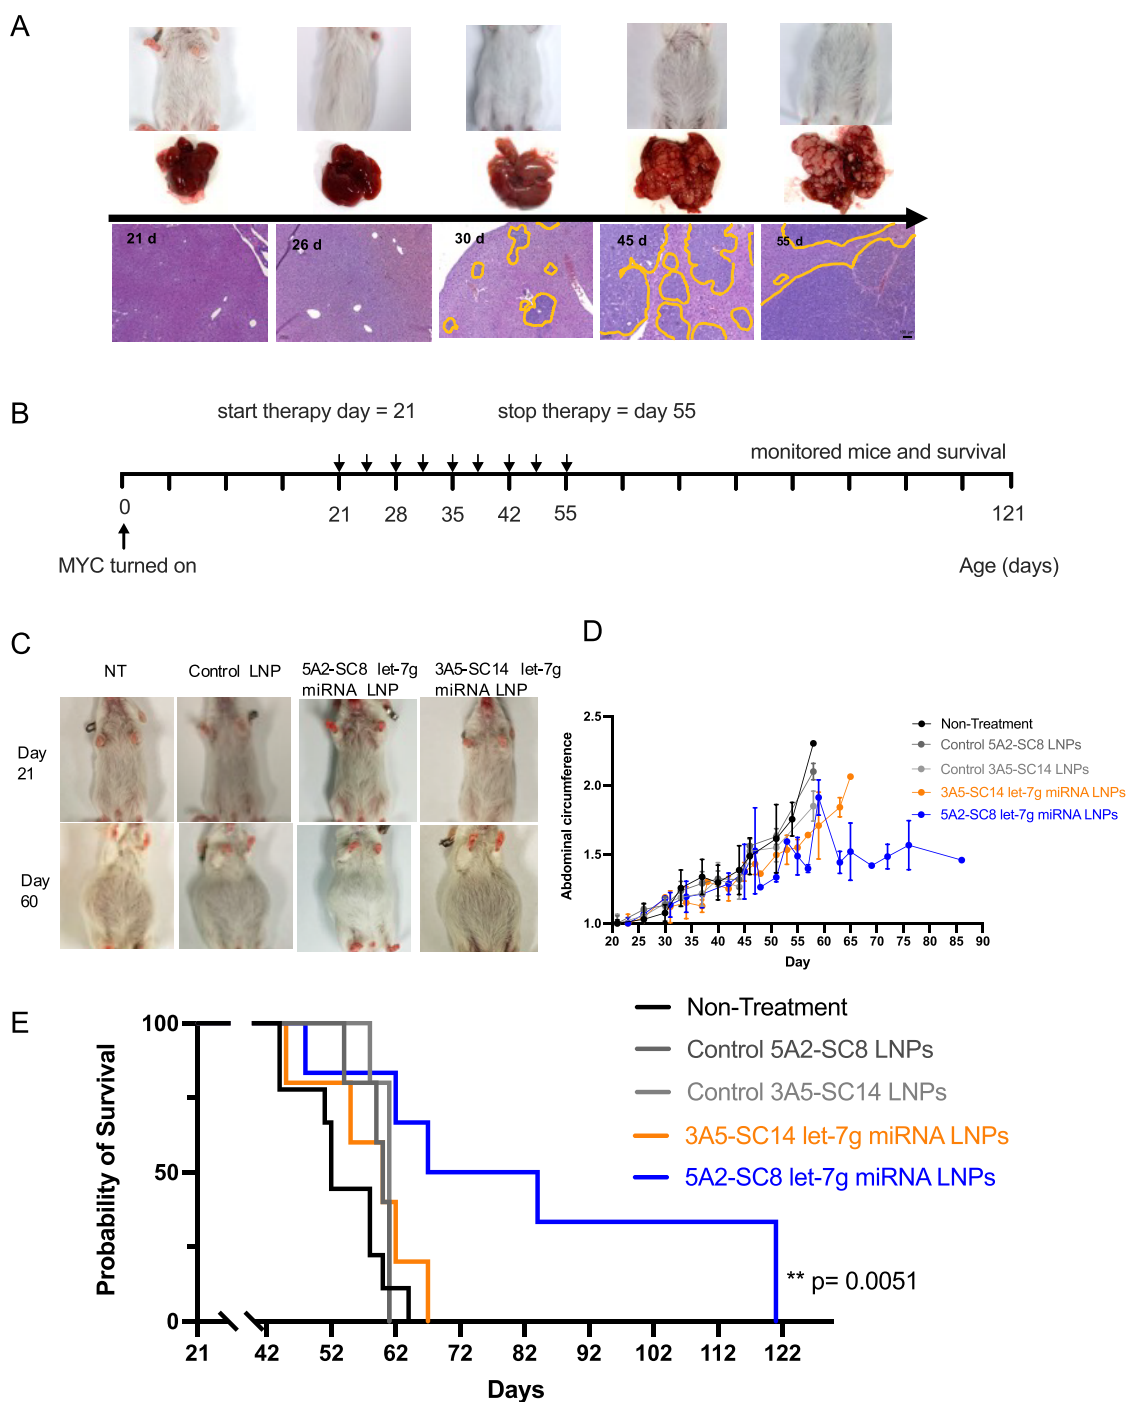 A
21 d
26 d
30 d
45 d
55 d
B
start therapy day = 21
stop therapy = day 55
monitored mice and survival
0
21
28
35
42
55
121
MYC turned on
Age (days)
C
NT
Control LNP
5A2-SC8 let-7g
miRNA LNP
3A5-SC14 let-7g
miRNA LNP
Day
21
Day
60
D
2.5
2.0
1.5
1.0
Abdominal circumference
20 25 30 35 40 45 50 55 60 65 70 75 80 85 90
Day
Non-Treatment
Control 5A2-SC8 LNPs
Control 3A5-SC14 LNPs
3A5-SC14 let-7g miRNA LNPs
5A2-SC8 let-7g miRNA LNPs
E
100
50
0
Probability of Survival
21 42 52 62 72 82 92 102 112 122
Days
Non-Treatment
Control 5A2-SC8 LNPs
Control 3A5-SC14 LNPs
3A5-SC14 let-7g miRNA LNPs
5A2-SC8 let-7g miRNA LNPs
** p= 0.0051